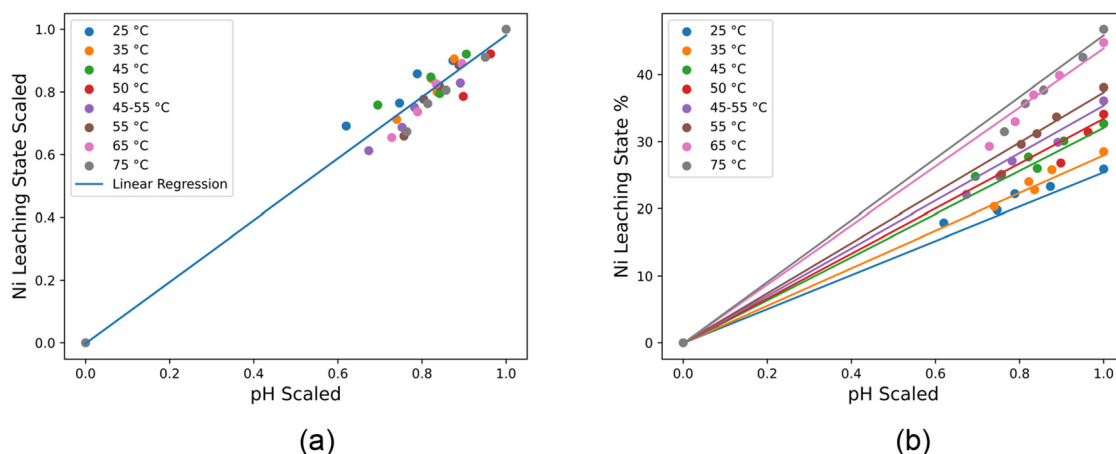 1.0
0.8
0.6
0.4
0.2
0.0
Ni Leaching State Scaled
25 °C
35 °C
45 °C
50 °C
45-55 °C
55 °C
65 °C
75 °C
Linear Regression
0.0 0.2 0.4 0.6 0.8 1.0
pH Scaled
(a)
40
30
20
10
0
Ni Leaching State %
25 °C
35 °C
45 °C
50 °C
45-55 °C
55 °C
65 °C
75 °C
0.0 0.2 0.4 0.6 0.8 1.0
pH Scaled
(b)